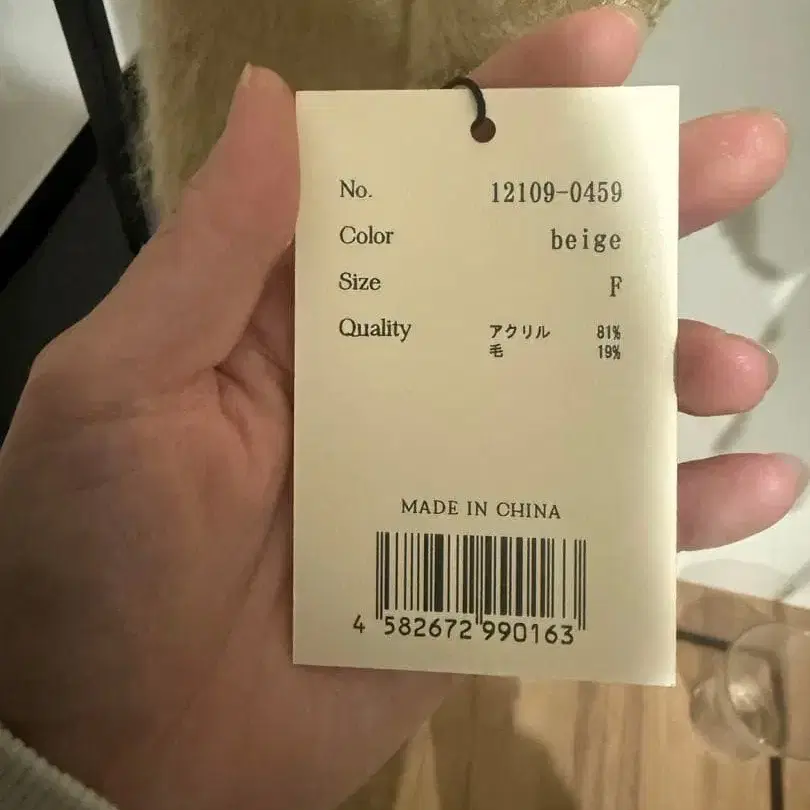 No. 12109-0459
Color beige
Size F
Quality アクリル 81%
毛 19%
MADE IN CHINA
4 582672 990163